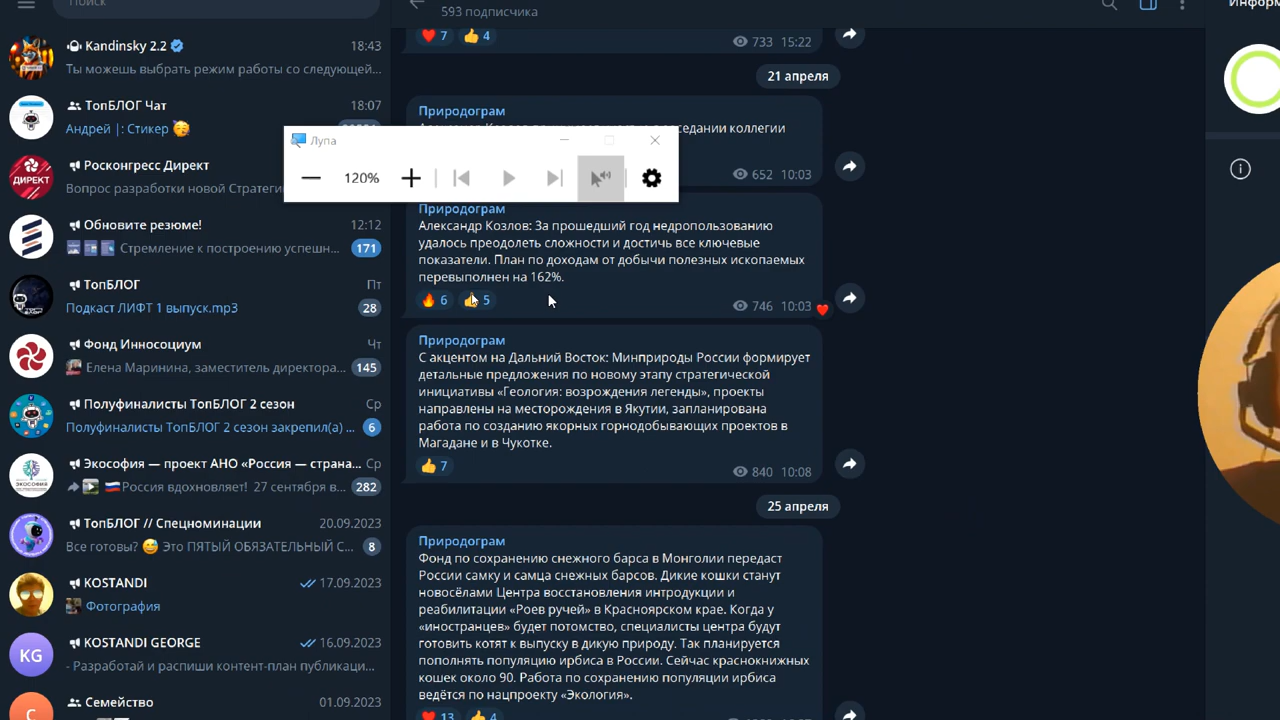 Поиск
Kandinsky 2.2
18:43
Ты можешь выбрать режим работы со следующей...
ТопБЛОГ Чат
18:07
Андрей |: Стикер 🥳
Росконгресс Директ
Вопрос разработки новой Стратеги
Обновите резюме!
12:12
Стремление к построению успешн...
171
ТопБЛОГ
Пт
Подкаст ЛИФТ 1 выпуск.mp3
28
Фонд Инносоциум
Чт
Елена Маринина, заместитель директора...
145
Полуфиналисты ТопБЛОГ 2 сезон
Ср
Полуфиналисты ТопБЛОГ 2 сезон закрепил(а) ...
6
Экософия — проект АНО «Россия — страна...
Ср
Россия вдохновляет! 27 сентября в...
282
ТопБЛОГ // Спецноминации
20.09.2023
Все готовы? 😅 Это ПЯТЫЙ ОБЯЗАТЕЛЬНЫЙ С...
8
KOSTANDI
17.09.2023
Фотография
KG
KOSTANDI GEORGE
16.09.2023
- Разработай и распиши контент-план публикаци...
С
Семейство
01.09.2023
Лупа
120%
593 подписчика
❤️ 7 👍 4
733 15:22
21 апреля
Природограм
коллегии
652 10:03
Природограм
Александр Козлов: За прошедший год недропользованию
удалось преодолеть сложности и достичь все ключевые
показатели. План по доходам от добычи полезных ископаемых
перевыполнен на 162%.
🔥 6 👍 5
746 10:03
❤️
Природограм
С акцентом на Дальний Восток: Минприроды России формирует
детальные предложения по новому этапу стратегической
инициативы «Геология: возрождения легенды», проекты
направлены на месторождения в Якутии, запланирована
работа по созданию якорных горнодобывающих проектов в
Магадане и в Чукотке.
👍 7
840 10:08
25 апреля
Природограм
Фонд по сохранению снежного барса в Монголии передаст
России самку и самца снежных барсов. Дикие кошки станут
новосёлами Центра восстановления интродукции и
реабилитации «Роев ручей» в Красноярском крае. Когда у
«иностранцев» будет потомство, специалисты центра будут
готовить котят к выпуску в дикую природу. Так планируется
пополнять популяцию ирбиса в России. Сейчас краснокнижных
кошек около 90. Работа по сохранению популяции ирбиса
ведётся по нацпроекту «Экология».
❤️ 13 👍 4
Информ